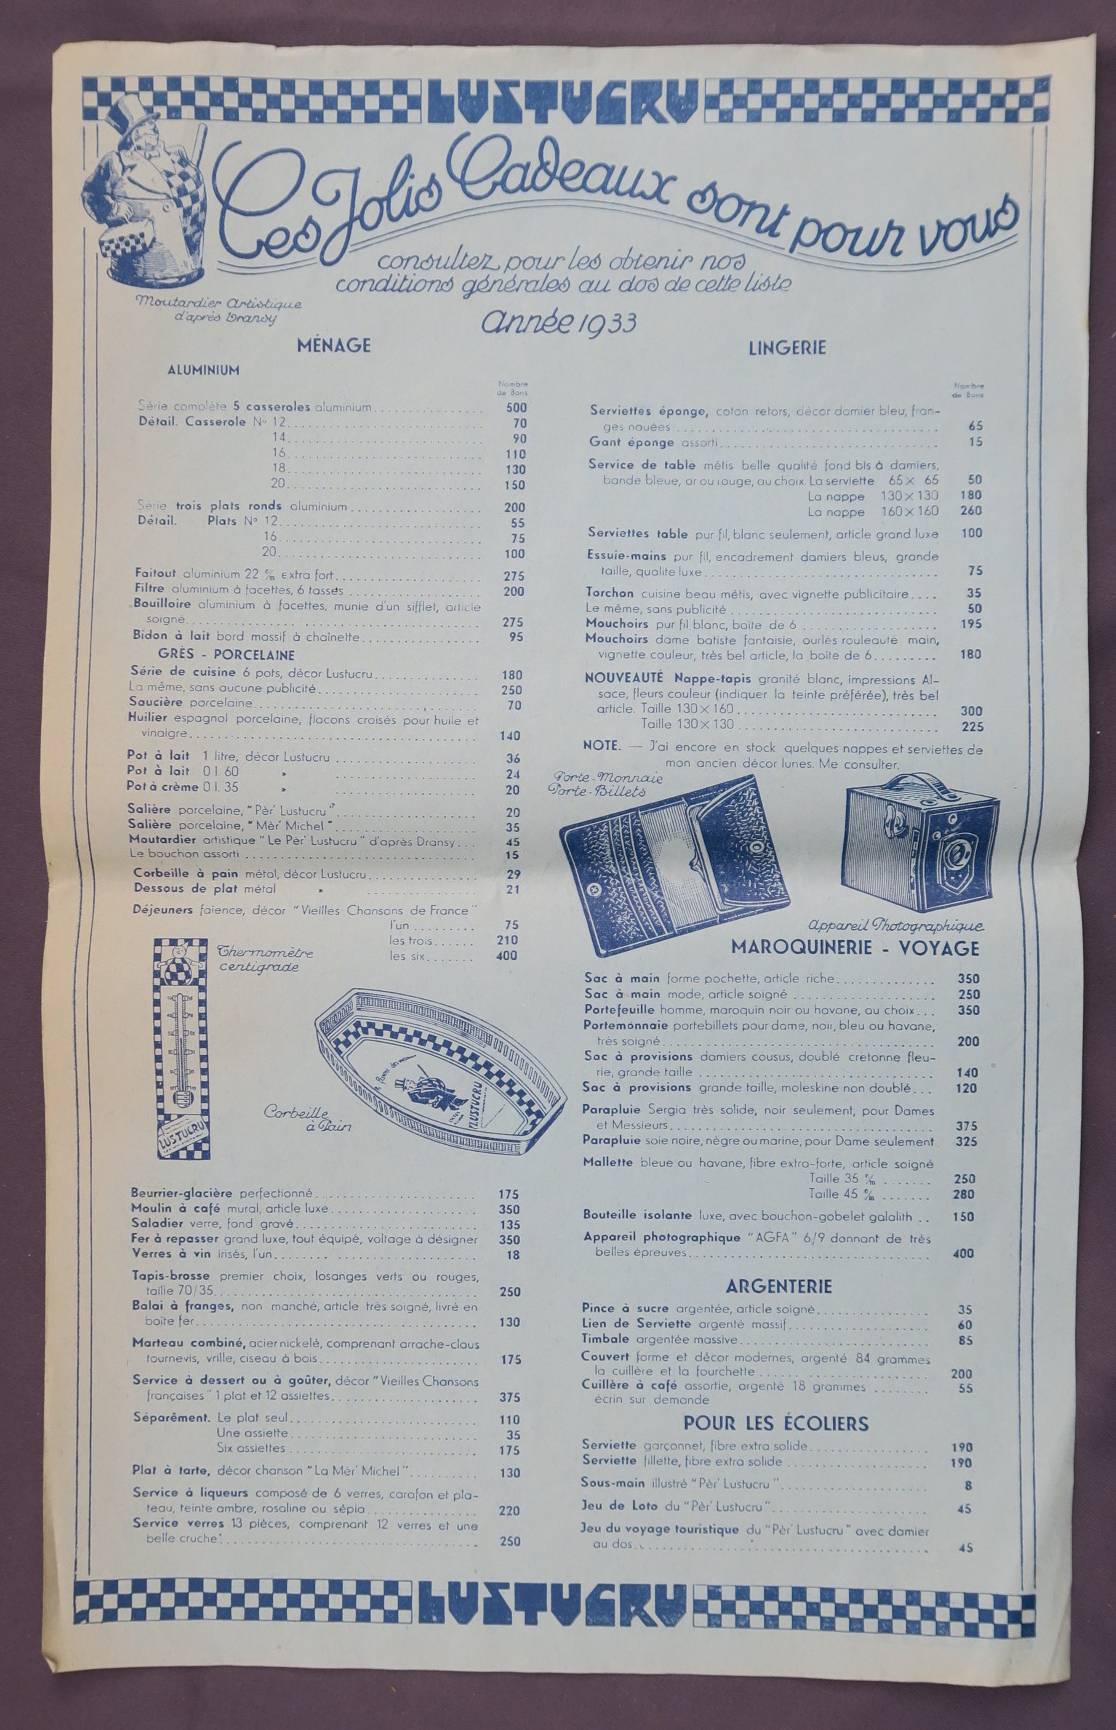 LUSTUCRU
Ces Jolis Cadeaux sont pour vous
consultez pour les obtenir nos
conditions générales au dos de cette liste
Moutardier Artistique
d'après Dransy
Année 1933
MÉNAGE
ALUMINIUM
Nombre
de Bons
Série complète 5 casseroles aluminium 500
Détail. Casserole No 12 70
14 90
16 110
18 130
20 150
Série trois plats ronds aluminium 200
Détail. Plats No 12 55
16 75
20 100
Faitout aluminium 22 c/m extra fort 275
Filtre aluminium à facettes, 6 tasses 200
Bouilloire aluminium à facettes, munie d'un sifflet, article
soigné 275
Bidon à lait bord massif à chaînette 95
GRÈS - PORCELAINE
Série de cuisine 6 pots, décor Lustucru 180
La même, sans aucune publicité 250
Saucière porcelaine 70
Huilier espagnol porcelaine, flacons croisés pour huile et
vinaigre 140
Pot à lait 1 litre, décor Lustucru 36
Pot à lait 0 l. 60 » 24
Pot à crème 0 l. 35 » 20
Salière porcelaine, "Pèr' Lustucru" 20
Salière porcelaine, "Mèr' Michel" 35
Moutardier artistique "Le Pèr' Lustucru" d'après Dransy 45
Le bouchon assorti 15
Corbeille à pain métal, décor Lustucru 29
Dessous de plat métal » 21
Déjeuners faïence, décor "Vieilles Chansons de France"
l'un 75
les trois 210
les six 400
Thermomètre
centigrade
LUSTUCRU
Corbeille
à Pain
LUSTUCRU
Beurrier-glacière perfectionné 175
Moulin à café mural, article luxe 350
Saladier verre, fond gravé 135
Fer à repasser grand luxe, tout équipé, voltage à désigner 350
Verres à vin irisés, l'un 18
Tapis-brosse premier choix, losanges verts ou rouges,
taille 70/35 250
Balai à franges, non manché, article très soigné, livré en
boîte fer 130
Marteau combiné, acier nickelé, comprenant arrache-clous
tournevis, vrille, ciseau à bois 175
Service à dessert ou à goûter, décor "Vieilles Chansons
françaises" 1 plat et 12 assiettes 375
Séparément. Le plat seul 110
Une assiette 35
Six assiettes 175
Plat à tarte, décor chanson "La Mèr' Michel" 130
Service à liqueurs composé de 6 verres, carafon et pla-
teau, teinte ambre, rosaline ou sépia 220
Service verres 13 pièces, comprenant 12 verres et une
belle cruche 250
LINGERIE
Nombre
de Bons
Serviettes éponge, coton retors, décor damier bleu, fran-
ges nouées 65
Gant éponge assorti 15
Service de table métis belle qualité fond bis à damiers,
bande bleue, or ou rouge, au choix. La serviette 65 × 65 50
La nappe 130 × 130 180
La nappe 160 × 160 260
Serviettes table pur fil, blanc seulement, article grand luxe 100
Essuie-mains pur fil, encadrement damiers bleus, grande
taille, qualité luxe 75
Torchon cuisine beau métis, avec vignette publicitaire 35
Le même, sans publicité 50
Mouchoirs pur fil blanc, boîte de 6 195
Mouchoirs dame batiste fantaisie, ourlés rouleauté main,
vignette couleur, très bel article, la boîte de 6 180
NOUVEAUTÉ Nappe-tapis granité blanc, impressions Al-
sace, fleurs couleur (indiquer la teinte préférée), très bel
article. Taille 130 × 160 300
Taille 130 × 130 225
NOTE. — J'ai encore en stock quelques nappes et serviettes de
mon ancien décor lunes. Me consulter.
Porte-Monnaie
Porte-Billets
Appareil Photographique
MAROQUINERIE - VOYAGE
Sac à main forme pochette, article riche 350
Sac à main mode, article soigné 250
Portefeuille homme, maroquin noir ou havane, au choix 350
Portemonnaie portebillets pour dame, noir, bleu ou havane,
très soigné 200
Sac à provisions damiers cousus, doublé cretonne fleu-
rie, grande taille 140
Sac à provisions grande taille, moleskine non doublé 120
Parapluie Sergia très solide, noir seulement, pour Dames
et Messieurs 375
Parapluie soie noire, nègre ou marine, pour Dame seulement 325
Mallette bleue ou havane, fibre extra-forte, article soigné
Taille 35 c/m 250
Taille 45 c/m 280
Bouteille isolante luxe, avec bouchon-gobelet galalith 150
Appareil photographique "AGFA" 6/9 donnant de très
belles épreuves 400
ARGENTERIE
Pince à sucre argentée, article soigné 35
Lien de Serviette argenté massif 60
Timbale argentée massive 85
Couvert forme et décor modernes, argenté 84 grammes
la cuillère et la fourchette 200
Cuillère à café assortie, argenté 18 grammes 55
écrin sur demande
POUR LES ÉCOLIERS
Serviette garçonnet, fibre extra solide 190
Serviette fillette, fibre extra solide 190
Sous-main illustré "Pèr' Lustucru" 8
Jeu de Loto du "Pèr' Lustucru" 45
Jeu du voyage touristique du "Pèr' Lustucru" avec damier
au dos 45
LUSTUCRU